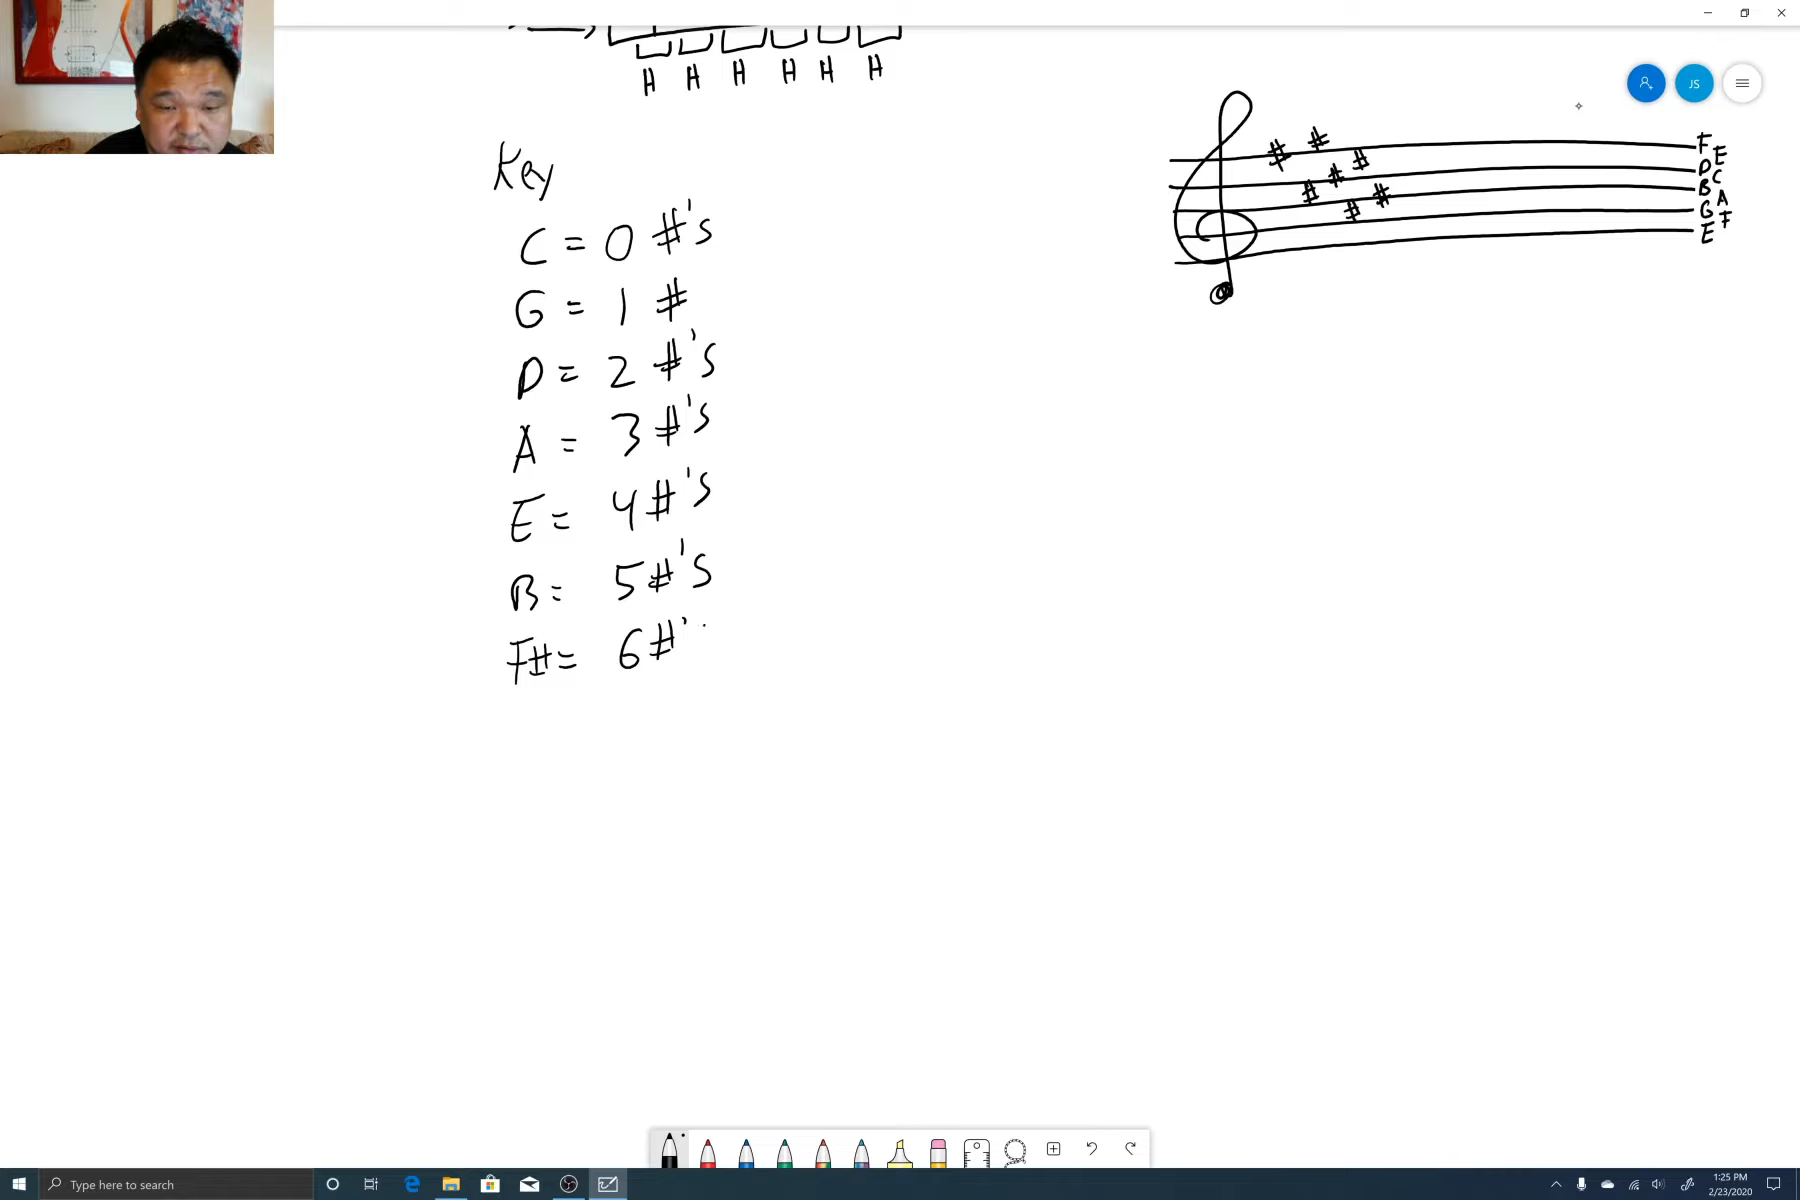 H H H H H H
JS
Key
C = 0 #'s
G = 1 #
D = 2 #'s
A = 3 #'s
E = 4 #'s
B = 5 #'s
F# = 6 #'
F
E
D
C
B
A
G
F
E
Type here to search
1:25 PM
2/23/2020